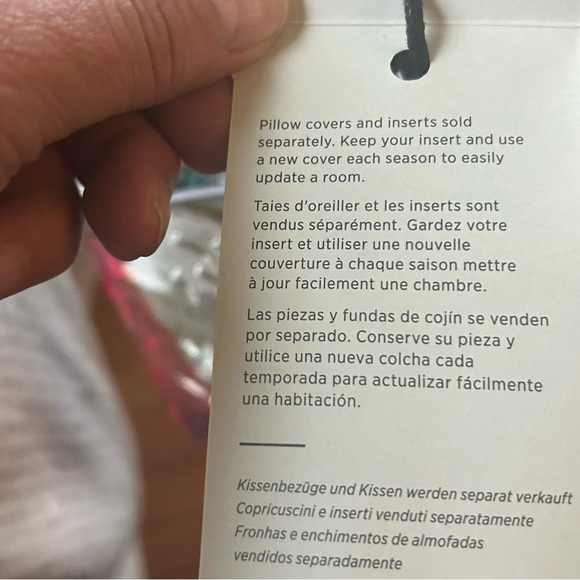 Pillow covers and inserts sold
separately. Keep your insert and use
a new cover each season to easily
update a room.
Taies d'oreiller et les inserts sont
vendus séparément. Gardez votre
insert et utiliser une nouvelle
couverture à chaque saison mettre
à jour facilement une chambre.
Las piezas y fundas de cojín se venden
por separado. Conserve su pieza y
utilice una nueva colcha cada
temporada para actualizar fácilmente
una habitación.
Kissenbezüge und Kissen werden separat verkauft
Copricuscini e inserti venduti separatamente
Fronhas e enchimentos de almofadas
vendidos separadamente